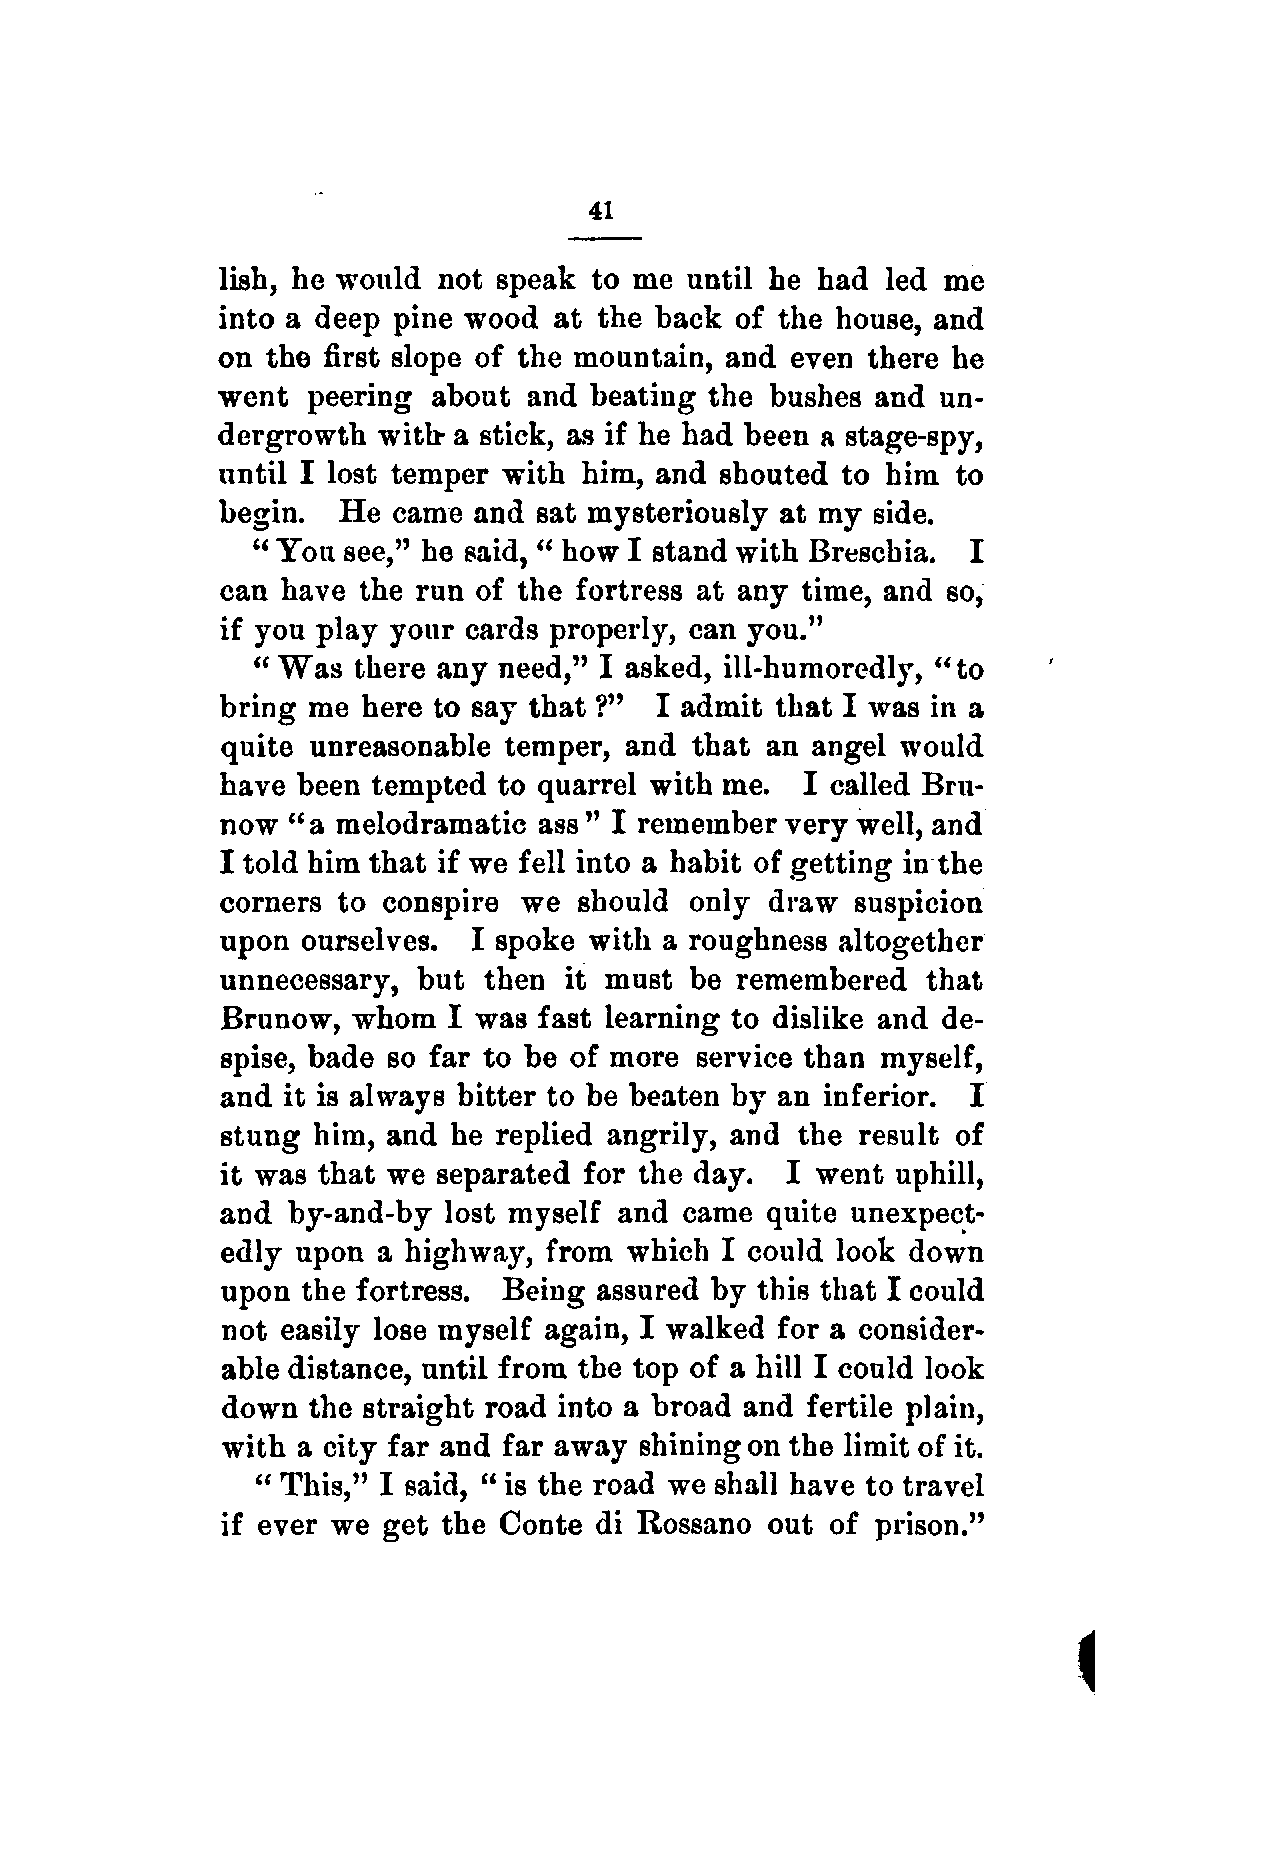 41
lish, he would not speak to me until he had led me
into a deep pine wood at the back of the house, and
on the first slope of the mountain, and even there he
went peering about and beating the bushes and un-
dergrowth with a stick, as if he had been a stage-spy,
until I lost temper with him, and shouted to him to
begin. He came and sat mysteriously at my side.
“You see,” he said, “how I stand with Breschia. I
can have the run of the fortress at any time, and so,
if you play your cards properly, can you.”
“Was there any need,” I asked, ill-humoredly, “to
bring me here to say that ?” I admit that I was in a
quite unreasonable temper, and that an angel would
have been tempted to quarrel with me. I called Bru-
now “a melodramatic ass” I remember very well, and
I told him that if we fell into a habit of getting in the
corners to conspire we should only draw suspicion
upon ourselves. I spoke with a roughness altogether
unnecessary, but then it must be remembered that
Brunow, whom I was fast learning to dislike and de-
spise, bade so far to be of more service than myself,
and it is always bitter to be beaten by an inferior. I
stung him, and he replied angrily, and the result of
it was that we separated for the day. I went uphill,
and by-and-by lost myself and came quite unexpect-
edly upon a highway, from which I could look down
upon the fortress. Being assured by this that I could
not easily lose myself again, I walked for a consider-
able distance, until from the top of a hill I could look
down the straight road into a broad and fertile plain,
with a city far and far away shining on the limit of it.
“This,” I said, “is the road we shall have to travel
if ever we get the Conte di Rossano out of prison.”